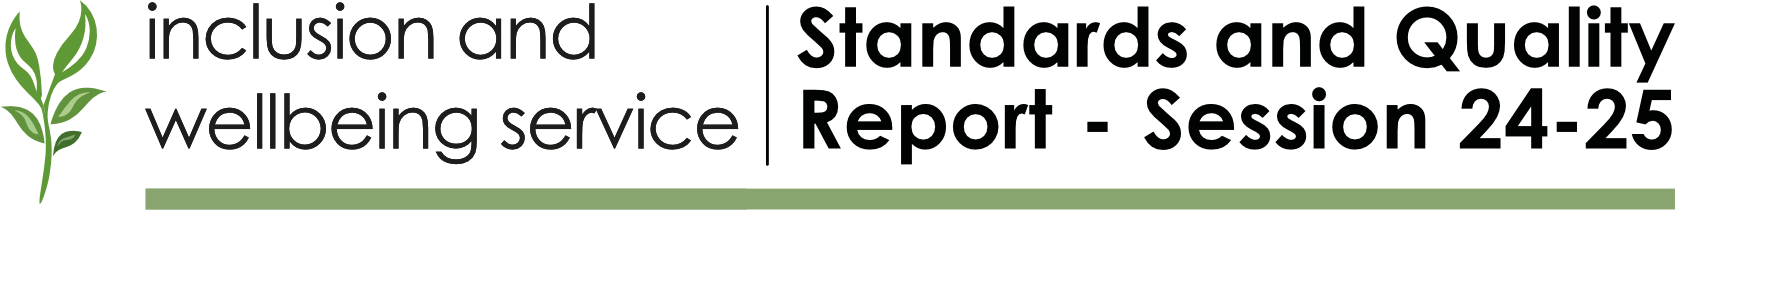 inclusion and
wellbeing service
Standards and Quality
Report - Session 24-25